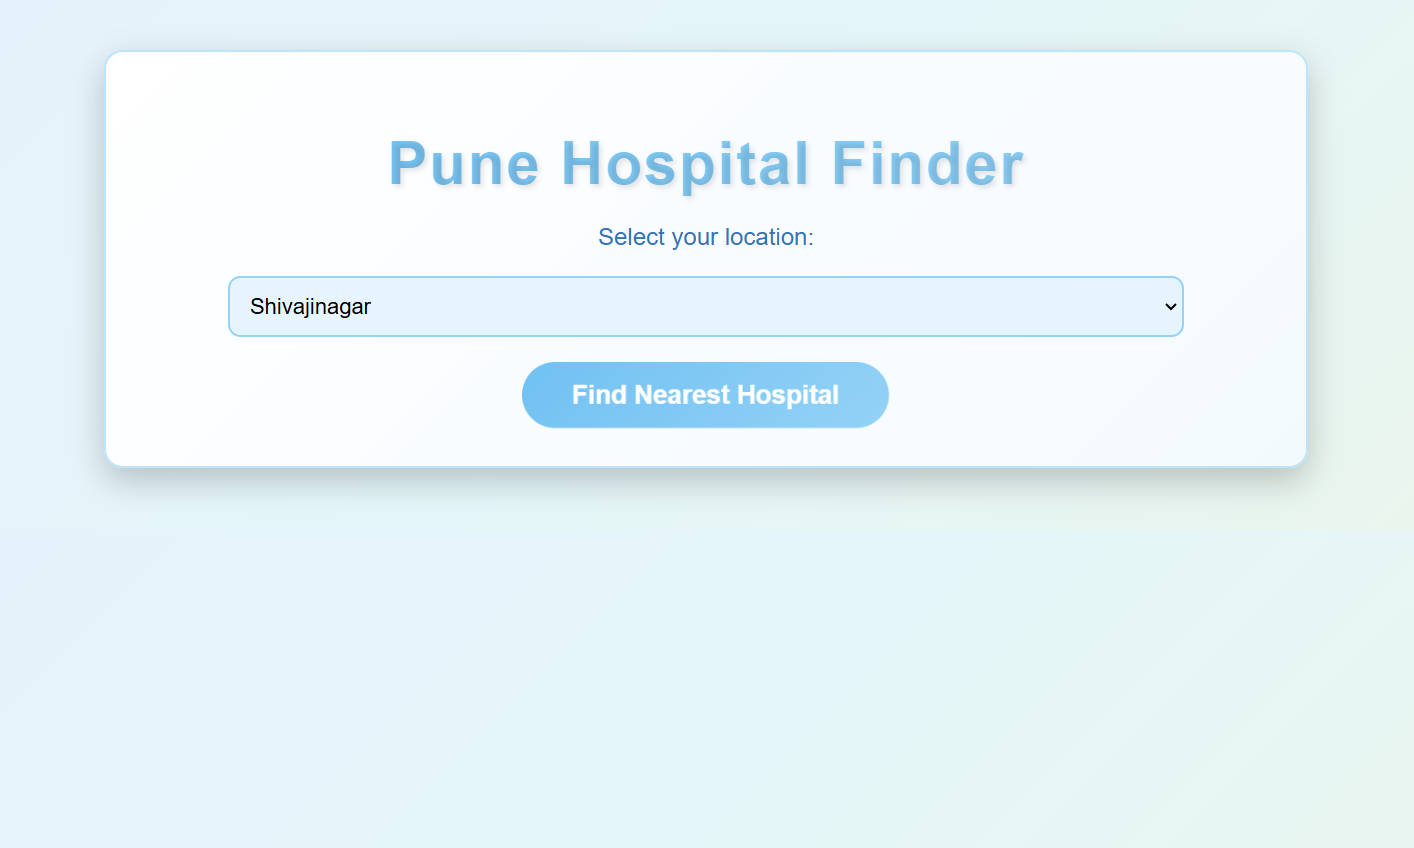 Pune Hospital Finder
Select your location:
Shivajinagar
Find Nearest Hospital